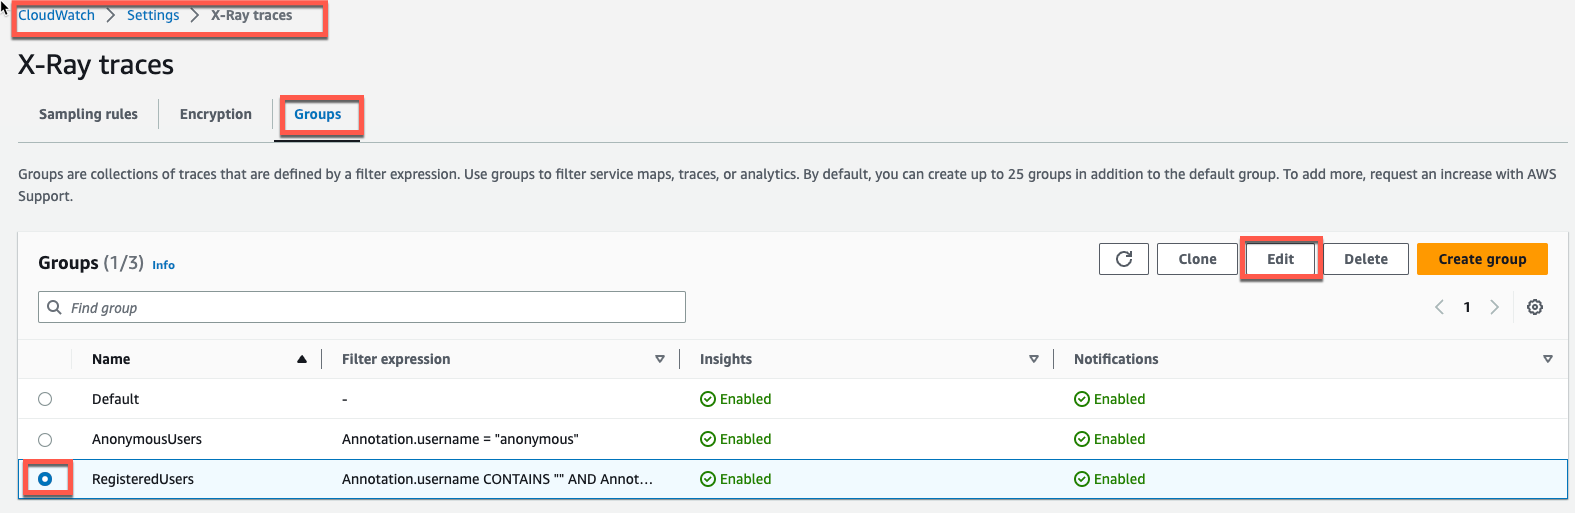 CloudWatch > Settings > X-Ray traces
X-Ray traces
Sampling rules Encryption Groups
Groups are collections of traces that are defined by a filter expression. Use groups to filter service maps, traces, or analytics. By default, you can create up to 25 groups in addition to the default group. To add more, request an increase with AWS
Support.
Groups (1/3) Info Clone Edit Delete Create group
Find group 1
Name Filter expression Insights Notifications
Default - Enabled Enabled
AnonymousUsers Annotation.username = "anonymous" Enabled Enabled
RegisteredUsers Annotation.username CONTAINS "" AND Annot... Enabled Enabled